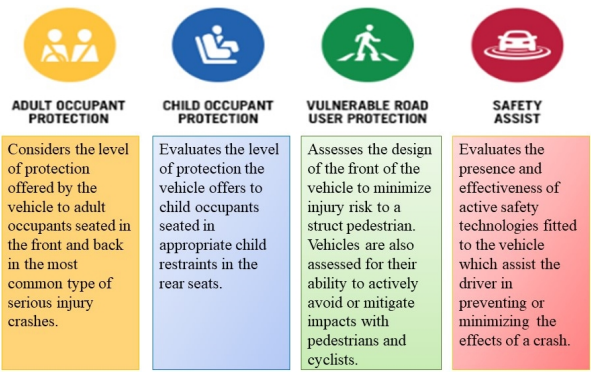 ADULT OCCUPANT
PROTECTION
Considers the level
of protection
offered by the
vehicle to adult
occupants seated in
the front and back
in the most
common type of
serious injury
crashes.
CHILD OCCUPANT
PROTECTION
Evaluates the level
of protection the
vehicle offers to
child occupants
seated in
appropriate child
restraints in the
rear seats.
VULNERABLE ROAD
USER PROTECTION
Assesses the design
of the front of the
vehicle to minimize
injury risk to a
struct pedestrian.
Vehicles are also
assessed for their
ability to actively
avoid or mitigate
impacts with
pedestrians and
cyclists.
SAFETY
ASSIST
Evaluates the
presence and
effectiveness of
active safety
technologies fitted
to the vehicle
which assist the
driver in
preventing or
minimizing the
effects of a crash.